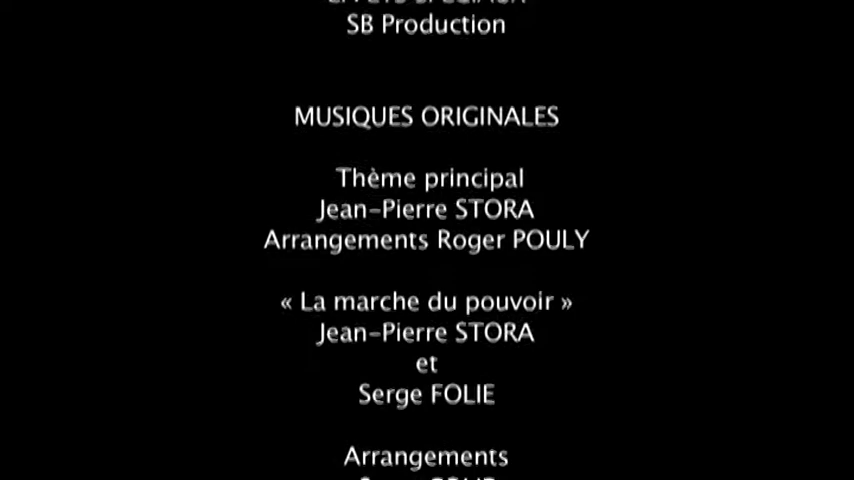 SB Production
MUSIQUES ORIGINALES
Thème principal
Jean-Pierre STORA
Arrangements Roger POULY
« La marche du pouvoir »
Jean-Pierre STORA
et
Serge FOLIE
Arrangements